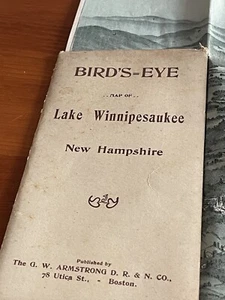 BIRD'S-EYE
..MAP OF..
Lake Winnipesaukee
New Hampshire
Published by
The G. W. ARMSTRONG D. R. & N. CO.,
78 Utica St., - Boston.